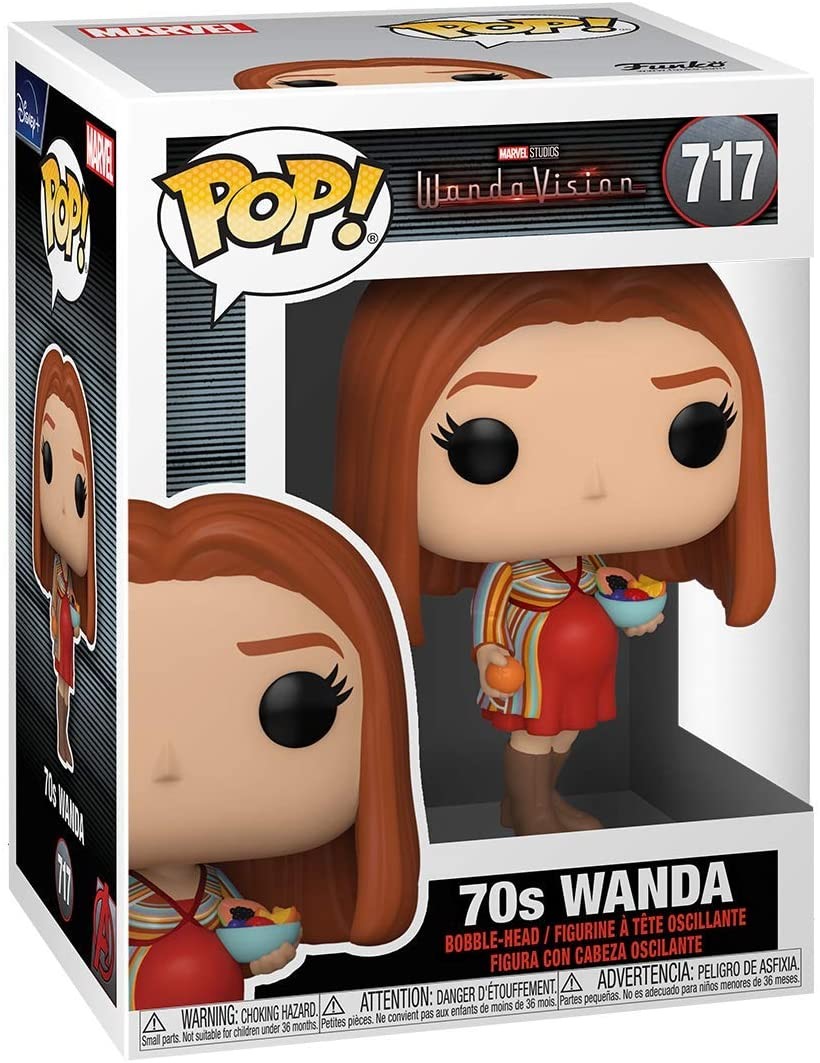 MARVEL
POP!
Funko
Disney+
MARVEL
POP!
70s WANDA
717
POP!®
MARVEL STUDIOS
WandaVision
717
70s WANDA
BOBBLE-HEAD / FIGURINE À TÊTE OSCILLANTE
FIGURA CON CABEZA OSCILANTE
WARNING: CHOKING HAZARD.
Small parts. Not suitable for children under 36 months.
ATTENTION: DANGER D'ÉTOUFFEMENT.
Petites pièces. Ne convient pas aux enfants de moins de 36 mois.
ADVERTENCIA: PELIGRO DE ASFIXIA.
Partes pequeñas. No es adecuado para niños menores de 36 meses.